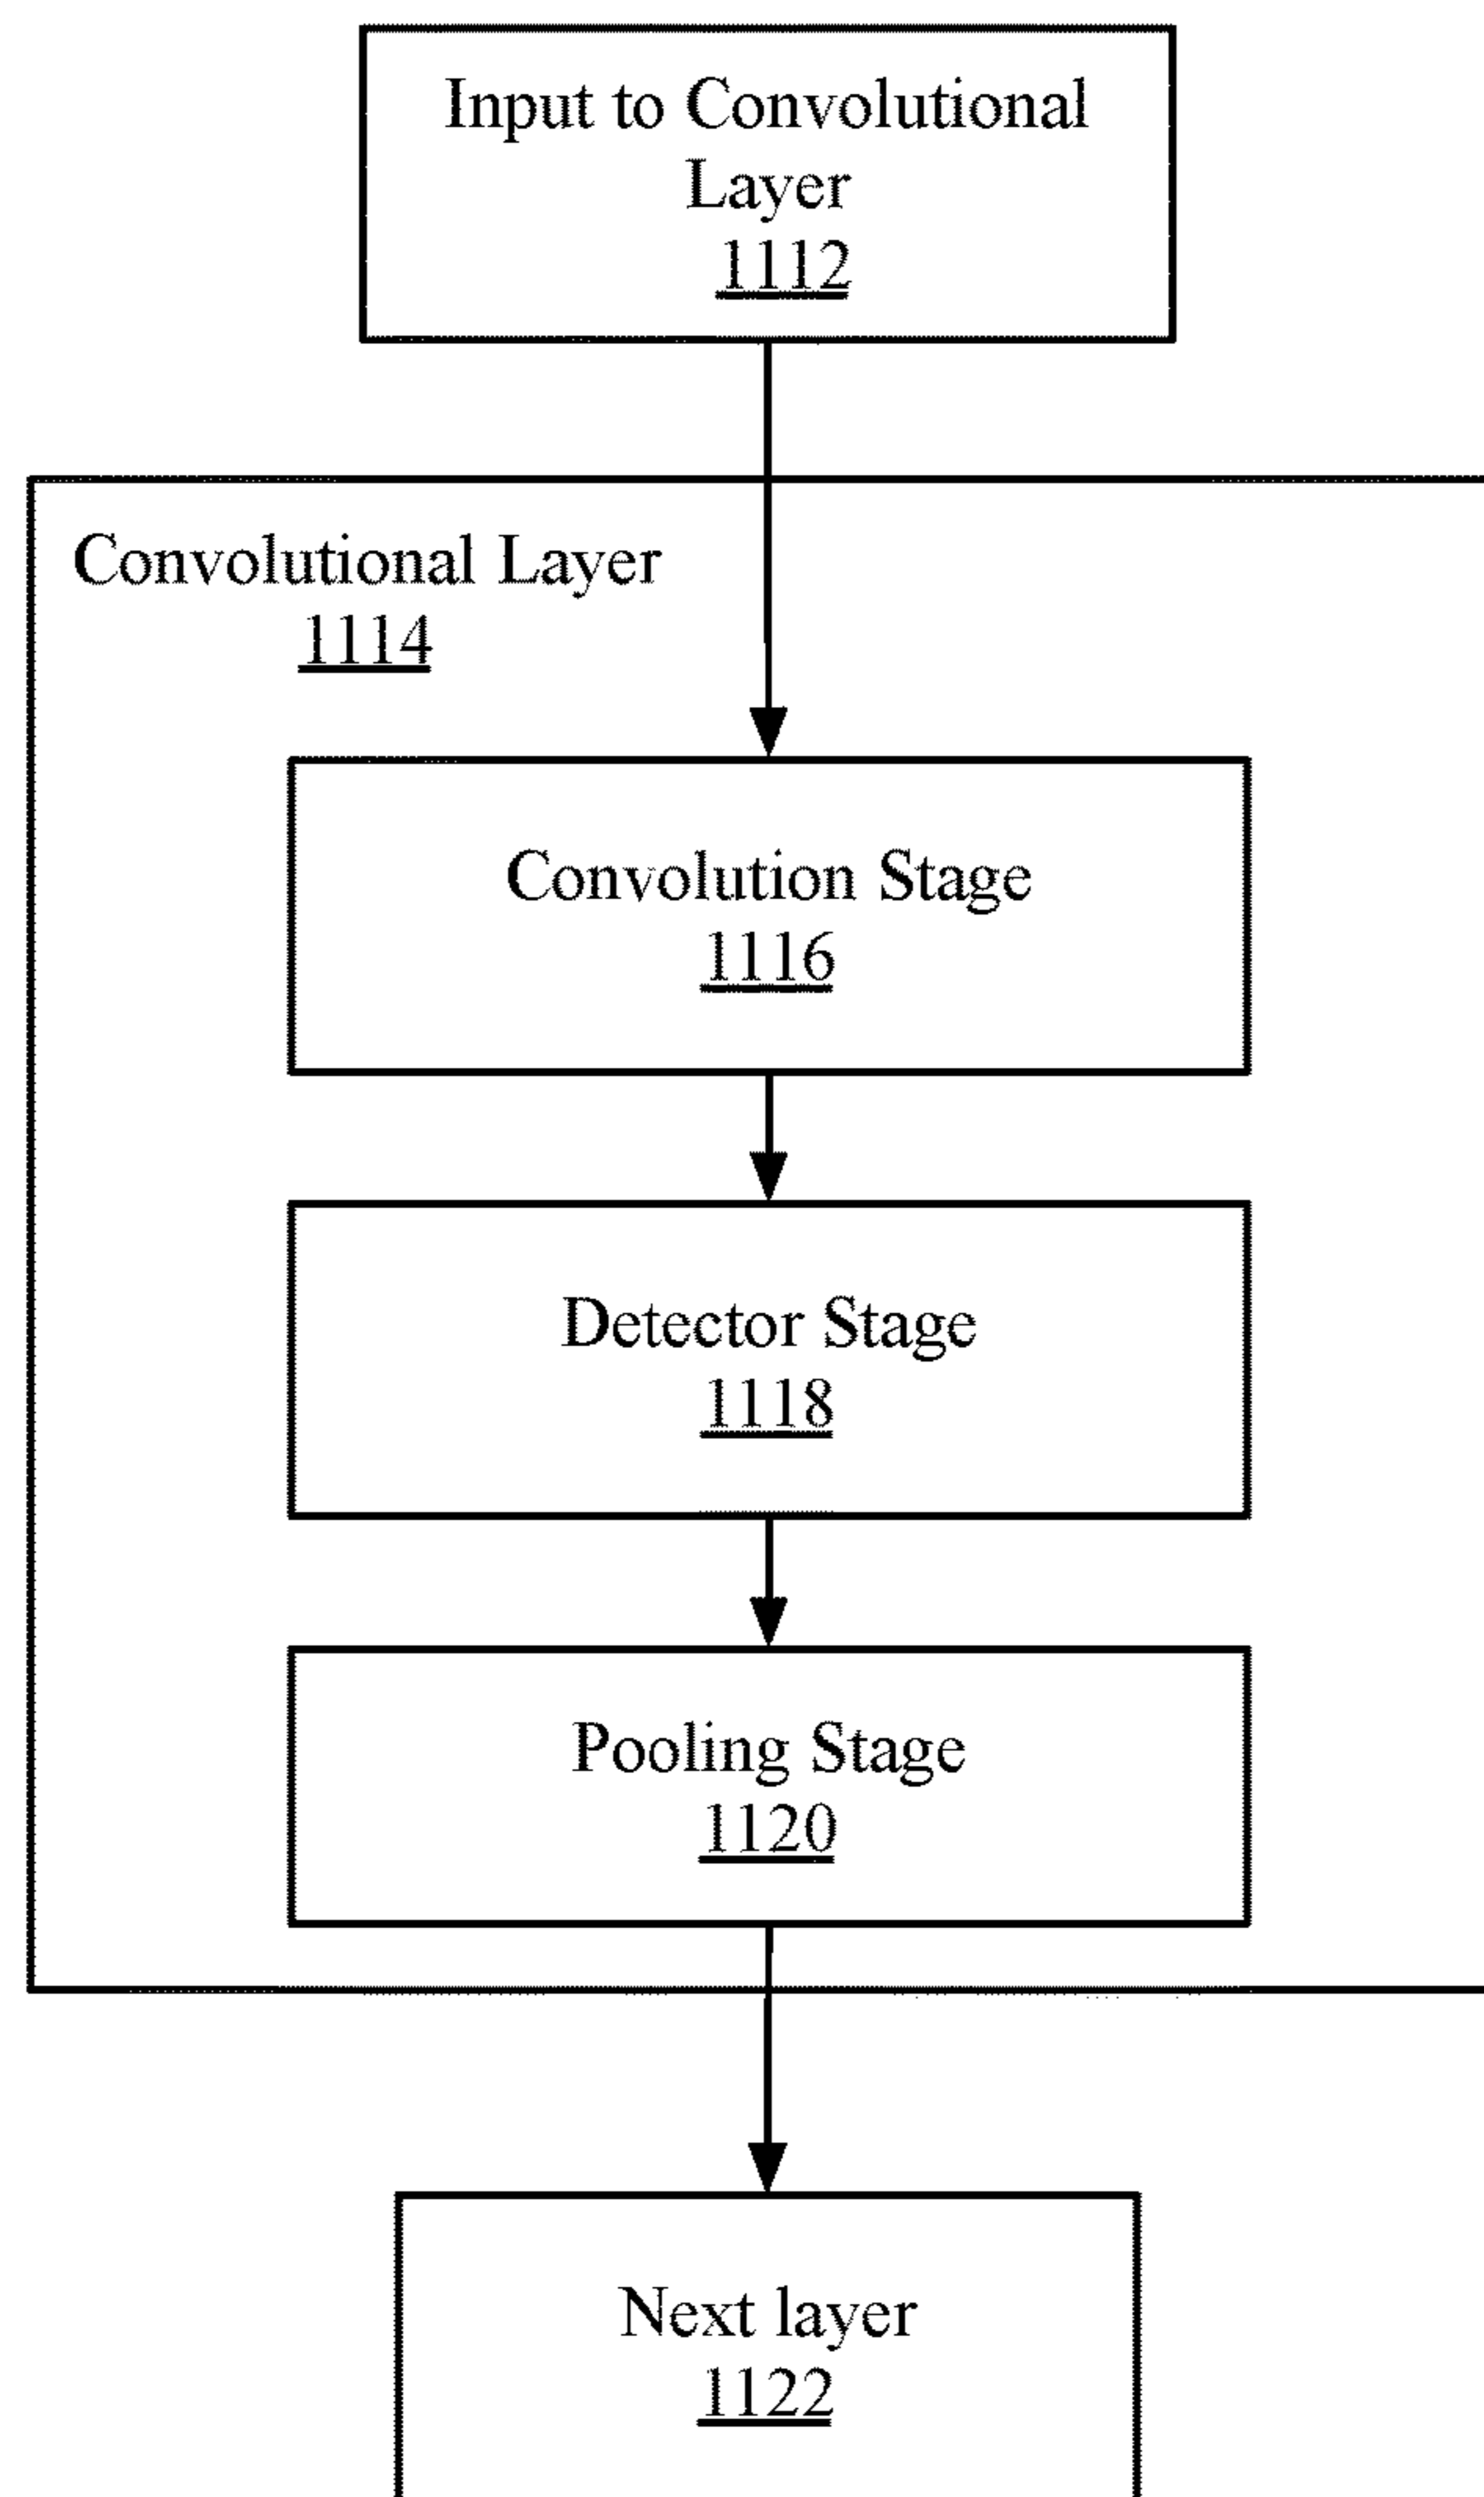 Input to Convolutional
Layer
1112
Convolutional Layer
1114
Convolution Stage
1116
Detector Stage
1118
Pooling Stage
1120
Next layer
1122